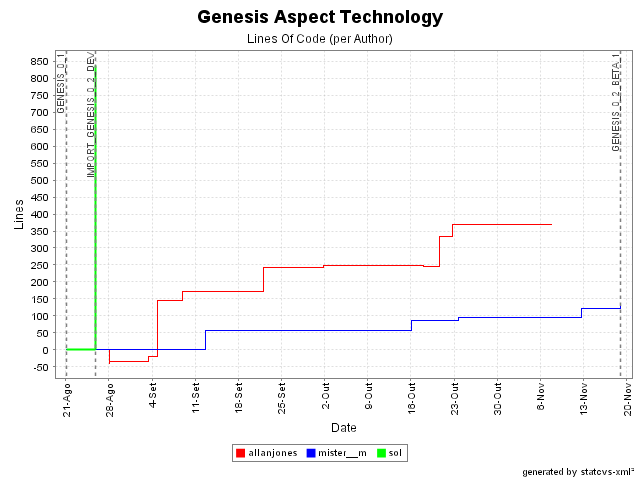 Genesis Aspect Technology
Lines Of Code (per Author)
850
800
750
700
650
600
550
500
450
400
350
300
250
200
150
100
50
0
-50
Lines
GENESIS_0_1
IMPORT_GENESIS_0_2_DEV
GENESIS_0_2_BETA_1
21-Ago
28-Ago
4-Set
11-Set
18-Set
25-Set
2-Out
9-Out
16-Out
23-Out
30-Out
6-Nov
13-Nov
20-Nov
Date
allanjones mister__m sol
generated by statcvs-xml²